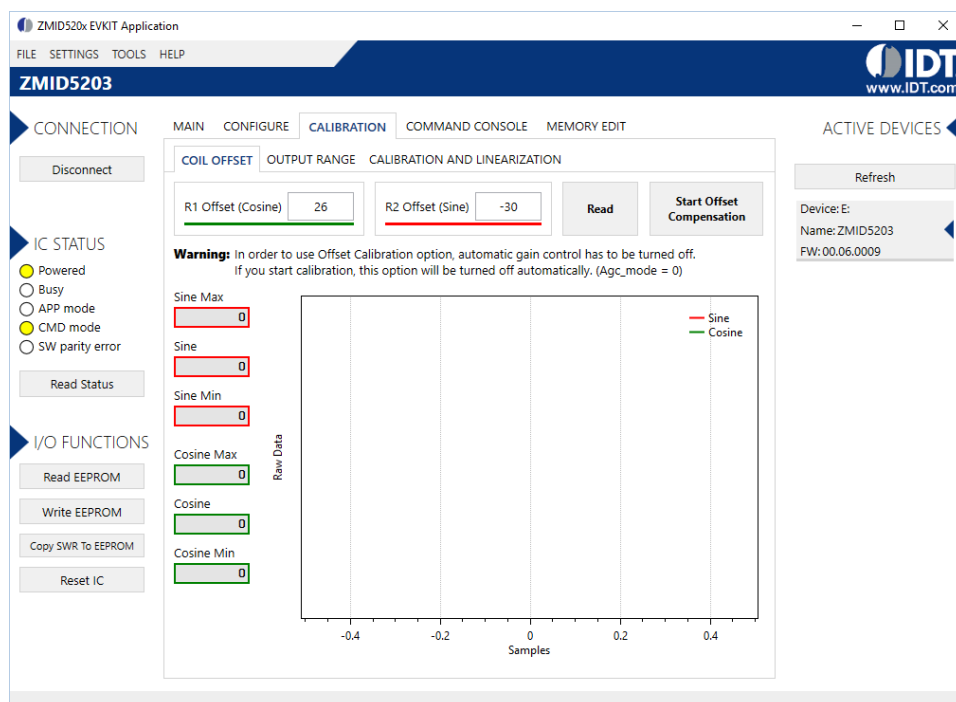 ZMID520x EVKIT Application
FILE SETTINGS TOOLS HELP
IDT.
www.IDT.com
ZMID5203
CONNECTION
Disconnect
IC STATUS
Powered
Busy
APP mode
CMD mode
SW parity error
Read Status
I/O FUNCTIONS
Read EEPROM
Write EEPROM
Copy SWR To EEPROM
Reset IC
MAIN CONFIGURE CALIBRATION COMMAND CONSOLE MEMORY EDIT
COIL OFFSET OUTPUT RANGE CALIBRATION AND LINEARIZATION
R1 Offset (Cosine) 26 R2 Offset (Sine) -30 Read Start Offset
Compensation
Warning: In order to use Offset Calibration option, automatic gain control has to be turned off.
If you start calibration, this option will be turned off automatically. (Agc_mode = 0)
Sine Max
0
Sine
0
Sine Min
0
Cosine Max
0
Cosine
0
Cosine Min
0
Raw Data
Sine
Cosine
-0.4 -0.2 0 0.2 0.4
Samples
ACTIVE DEVICES
Refresh
Device: E:
Name: ZMID5203
FW: 00.06.0009